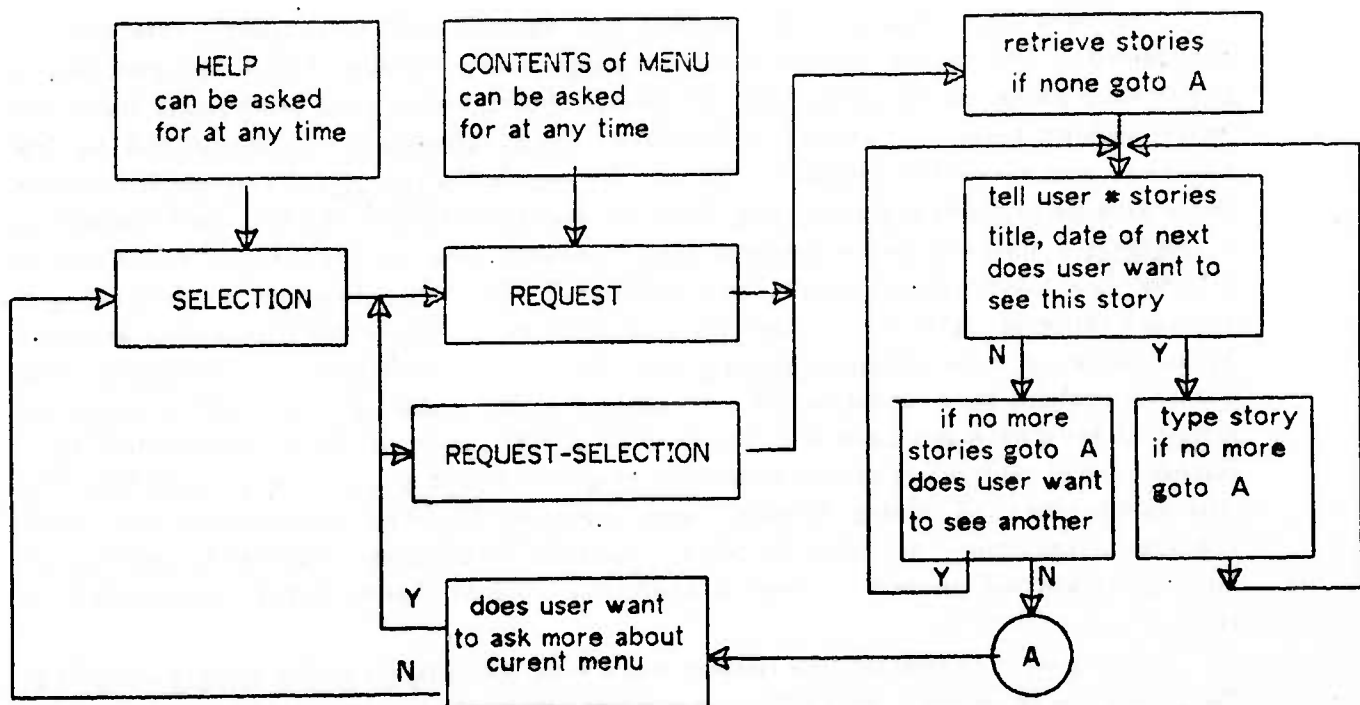 HELP
can be asked
for at any time
CONTENTS of MENU
can be asked
for at any time
retrieve stories
if none goto A
SELECTION
REQUEST
REQUEST-SELECTION
tell user * stories
title, date of next
does user want to
see this story
N
Y
if no more
stories goto A
does user want
to see another
type story
if no more
goto A
Y
N
A
does user want
to ask more about
curent menu
Y
N